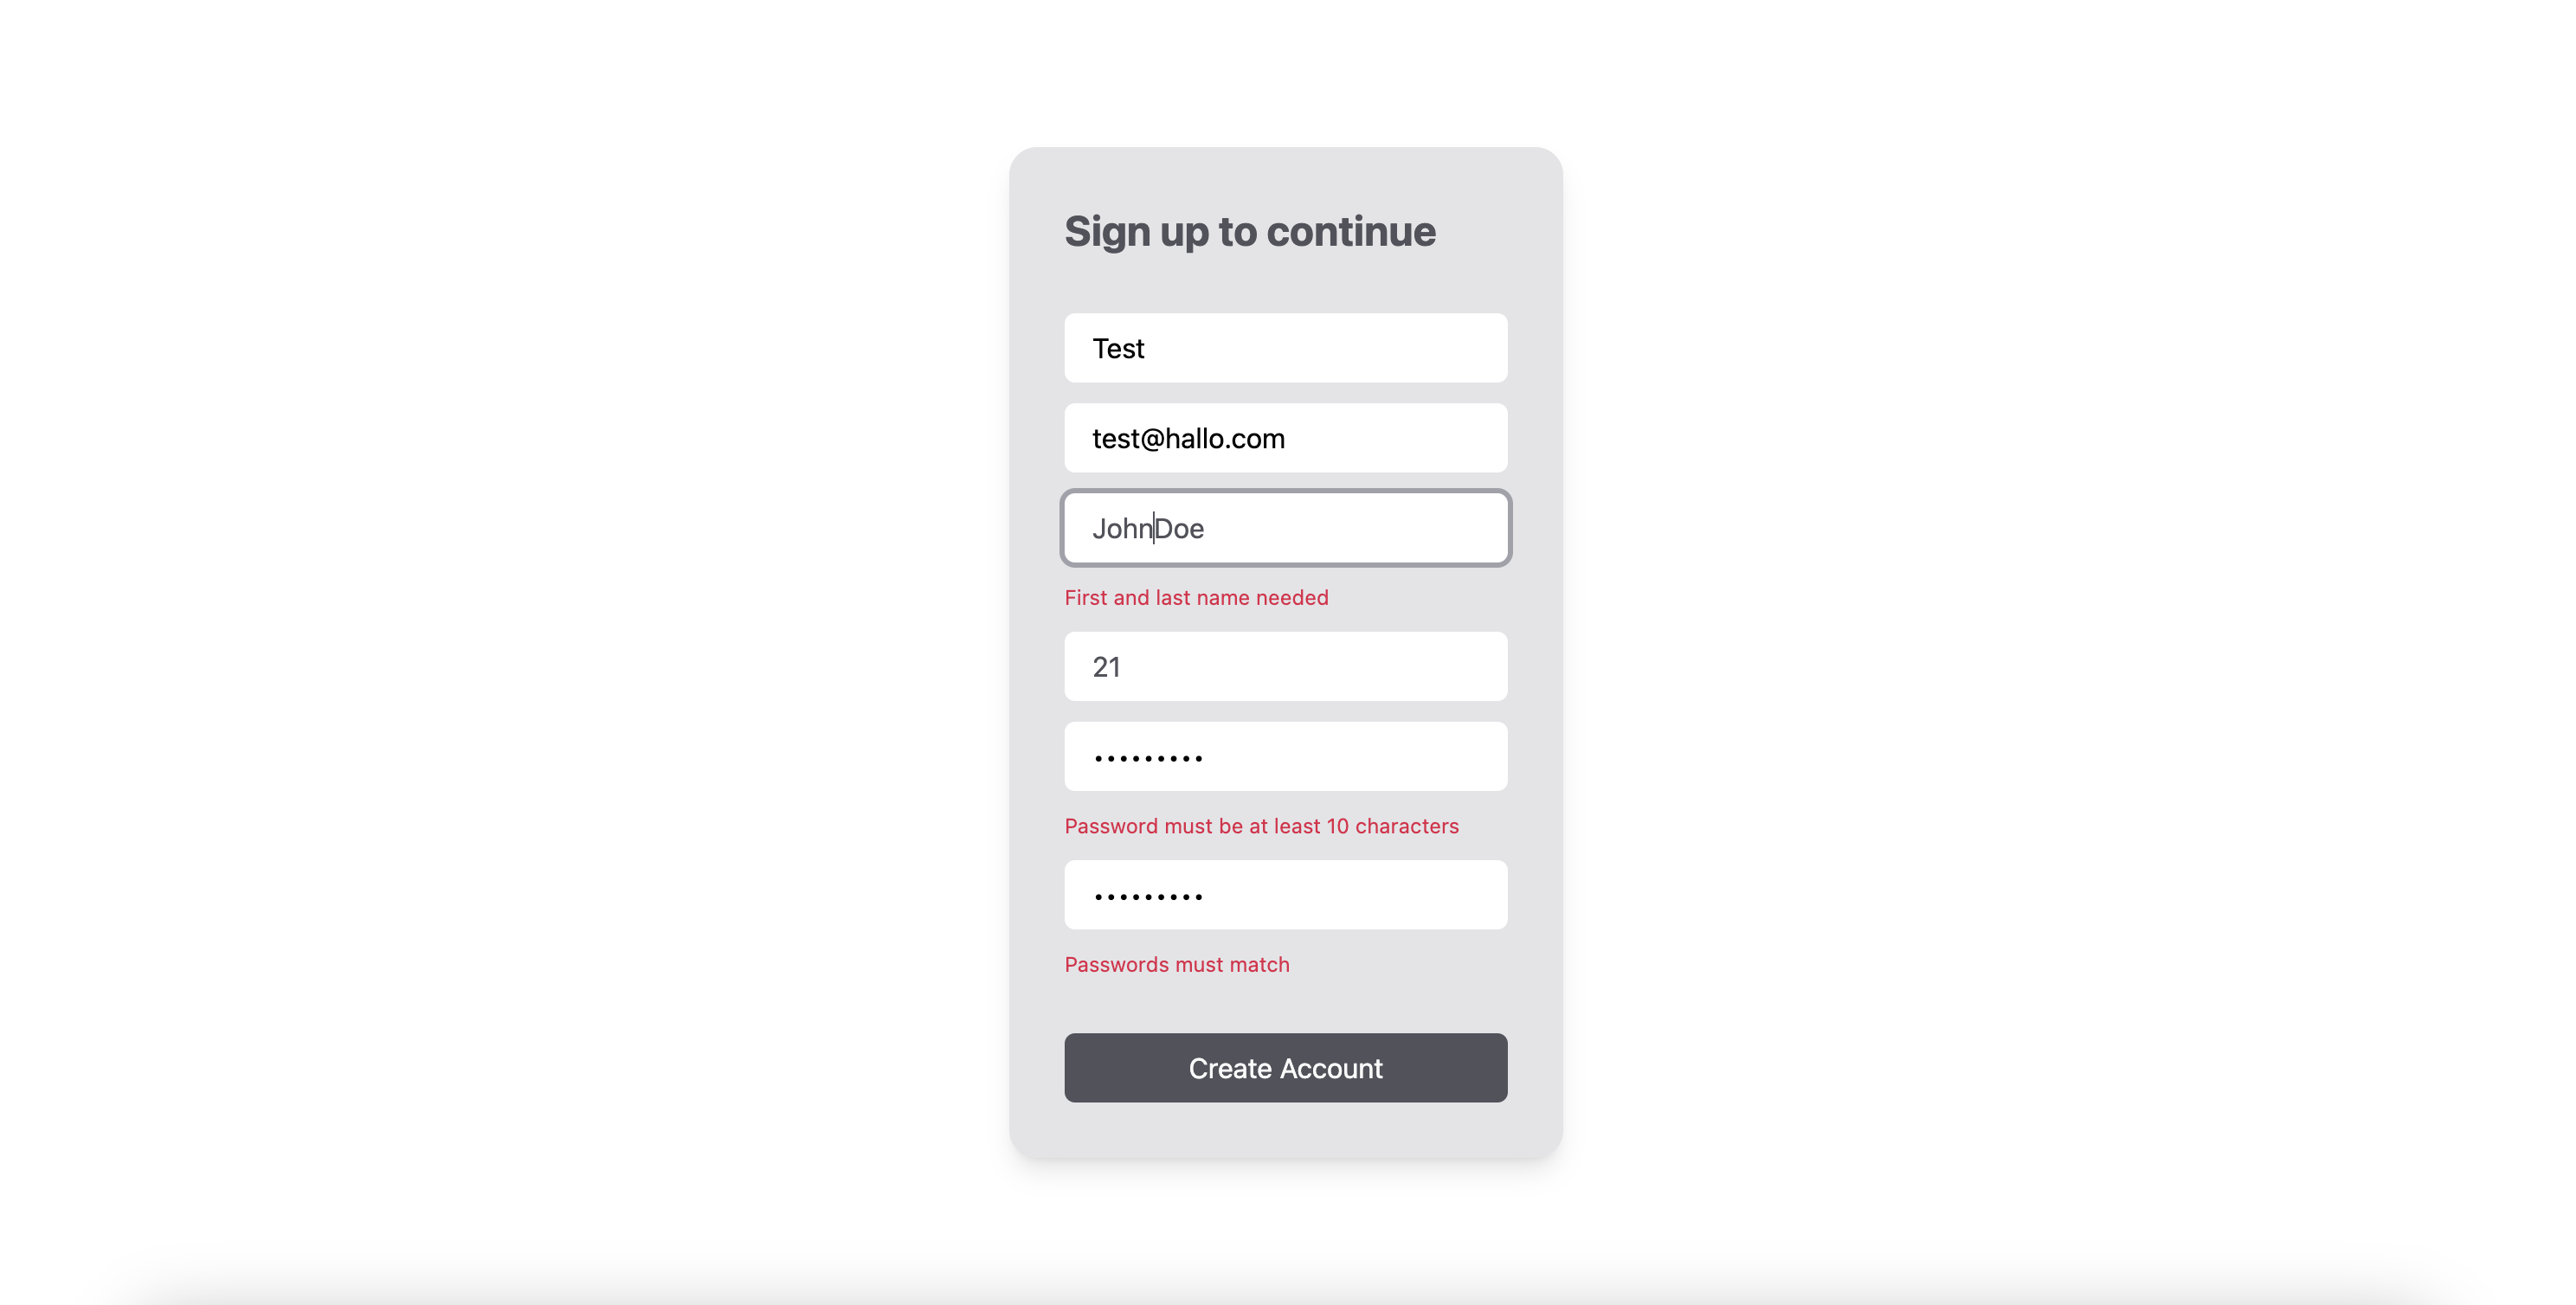 Sign up to continue
Test
test@hallo.com
JohnDoe
First and last name needed
21
•••••••••
Password must be at least 10 characters
•••••••••
Passwords must match
Create Account